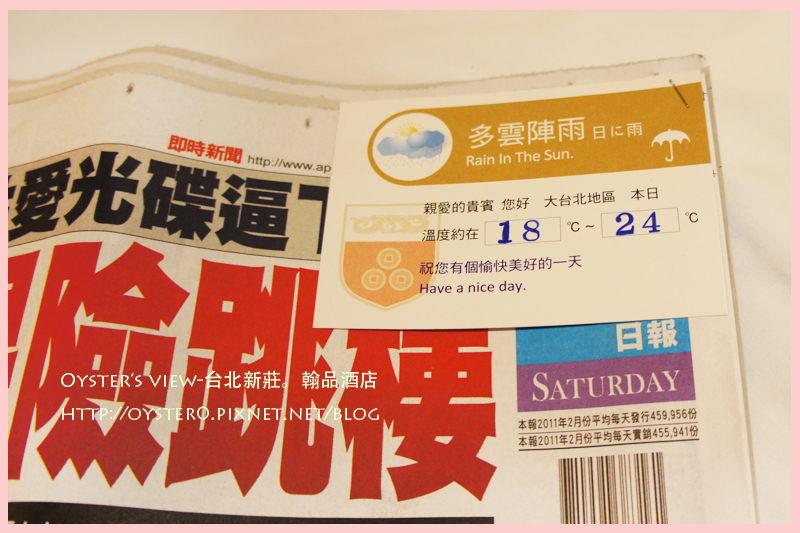 即時新聞 http://www.ap
愛光碟逼
險跳樓
多雲陣雨 日に雨
Rain In The Sun.
親愛的貴賓 您好 大台北地區 本日
溫度約在 18 ℃ ~ 24 ℃
祝您有個愉快美好的一天
Have a nice day.
日報
SATURDAY
本報2011年2月份平均每天發行459,956份
本報2011年2月份平均每天實銷455,941份
OYSTER'S VIEW-台北新莊。翰品酒店
HTTP://OYSTER0.PIXNET.NET/BLOG